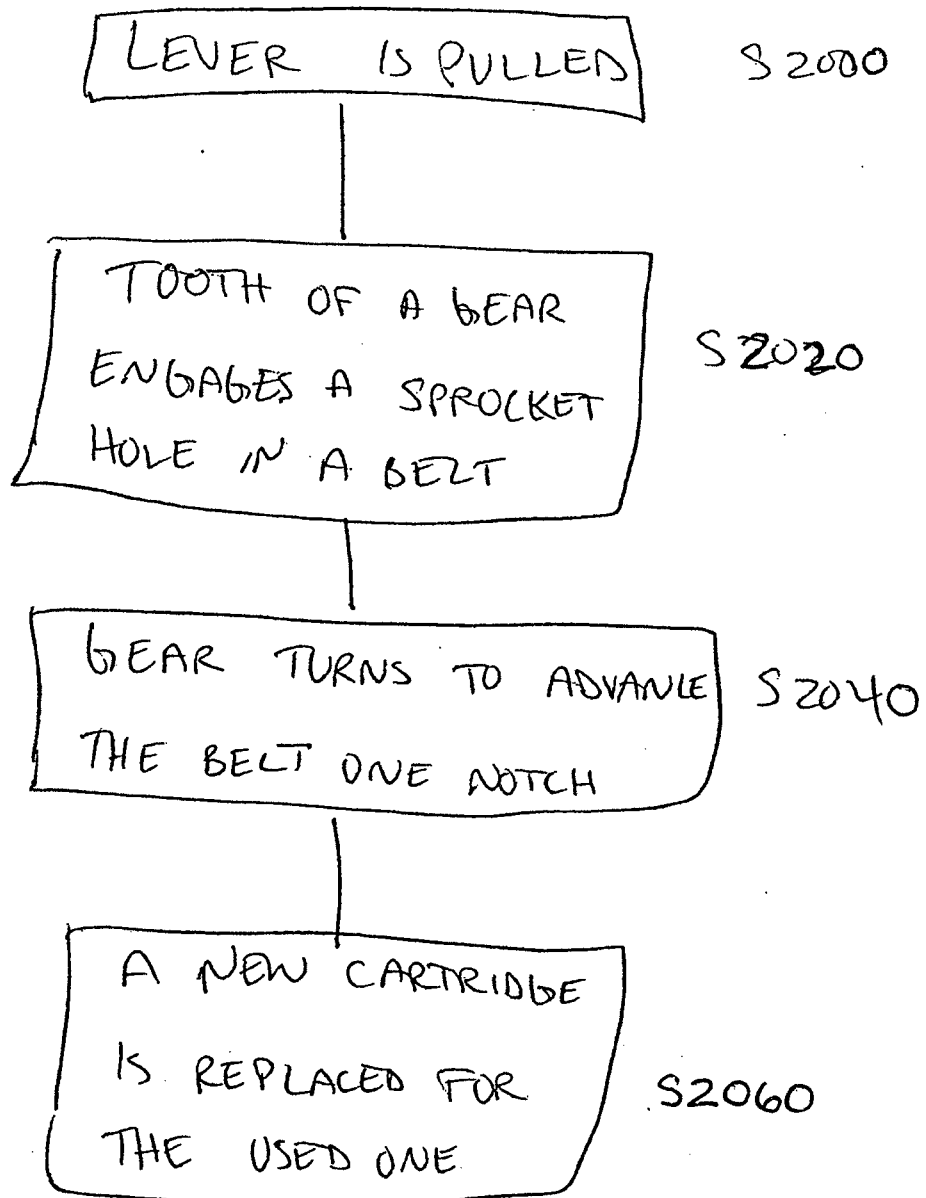 LEVER IS PULLED S2000
TOOTH OF A GEAR
ENGAGES A SPROCKET
HOLE IN A BELT
S2020
GEAR TURNS TO ADVANCE
THE BELT ONE NOTCH
S2040
A NEW CARTRIDGE
IS REPLACED FOR
THE USED ONE
S2060